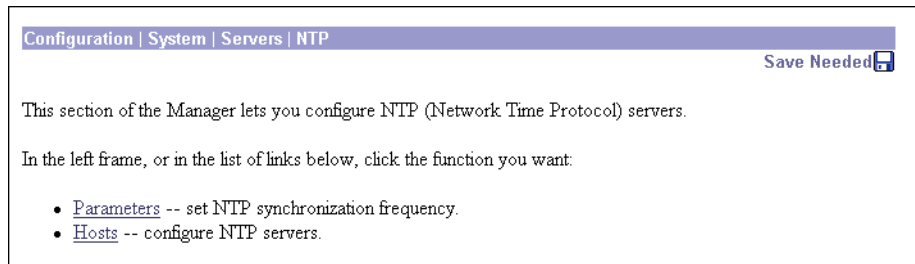 Configuration | System | Servers | NTP
Save Needed
This section of the Manager lets you configure NTP (Network Time Protocol) servers.
In the left frame, or in the list of links below, click the function you want:
• Parameters -- set NTP synchronization frequency.
• Hosts -- configure NTP servers.